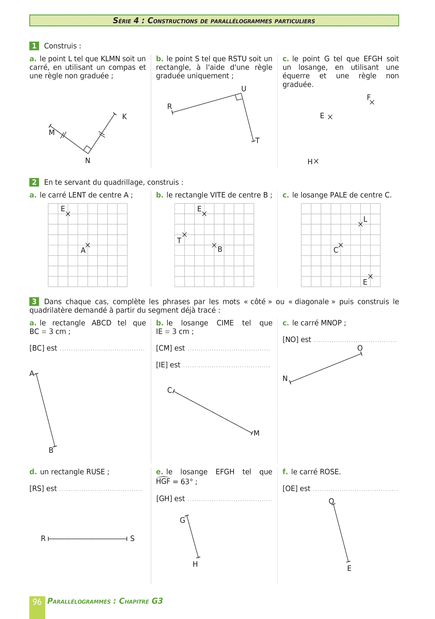 SÉRIE 4 : CONSTRUCTIONS DE PARALLÉLOGRAMMES PARTICULIERS
1 Construis :
a. le point L tel que KLMN soit un
carré, en utilisant un compas et
une règle non graduée ;
b. le point S tel que RSTU soit un
rectangle, à l'aide d'une règle
graduée uniquement ;
c. le point G tel que EFGH soit
un losange, en utilisant une
équerre et une règle non
graduée.
K
M
N
U
R
T
F
E
H
2 En te servant du quadrillage, construis :
a. le carré LENT de centre A ;
b. le rectangle VITE de centre B ;
c. le losange PALE de centre C.
E
A
E
T
B
L
C
E
3 Dans chaque cas, complète les phrases par les mots « côté » ou « diagonale » puis construis le
quadrilatère demandé à partir du segment déjà tracé :
a. le rectangle ABCD tel que
BC = 3 cm ;
[BC] est ................................
A
B
b. le losange CIME tel que
IE = 3 cm ;
[CM] est ................................
[IE] est ................................
C
M
c. le carré MNOP ;
[NO] est ................................
O
N
d. un rectangle RUSE ;
[RS] est ................................
R
S
e. le losange EFGH tel que
HGF = 63° ;
[GH] est ................................
G
H
f. le carré ROSE.
[OE] est ................................
O
E
96 PARALLÉLOGRAMMES : CHAPITRE G3